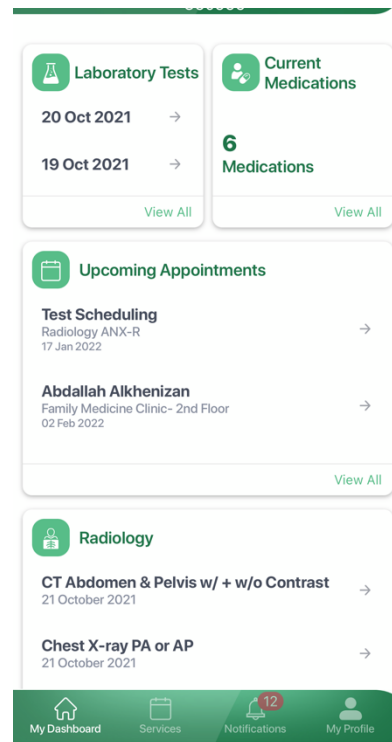 Laboratory Tests
20 Oct 2021
19 Oct 2021
View All
Current
Medications
6
Medications
View All
Upcoming Appointments
Test Scheduling
Radiology ANX-R
17 Jan 2022
Abdallah Alkhenizan
Family Medicine Clinic- 2nd Floor
02 Feb 2022
View All
Radiology
CT Abdomen & Pelvis w/ + w/o Contrast
21 October 2021
Chest X-ray PA or AP
21 October 2021
12
My Dashboard
Services
Notifications
My Profile